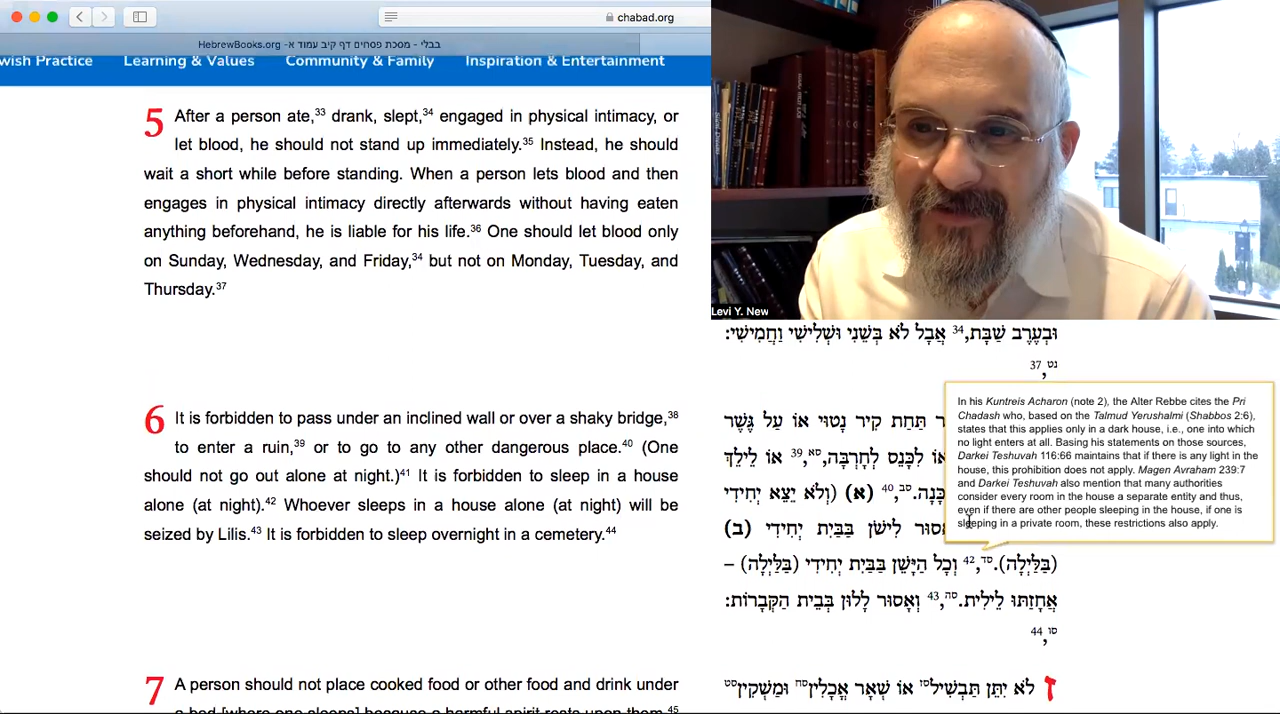 chabad.org
HebrewBooks.org -בבלי - מסכת פסחים דף קיב עמוד א
wish Practice Learning & Values Community & Family Inspiration & Entertainment
5 After a person ate,33 drank, slept,34 engaged in physical intimacy, or
let blood, he should not stand up immediately.35 Instead, he should
wait a short while before standing. When a person lets blood and then
engages in physical intimacy directly afterwards without having eaten
anything beforehand, he is liable for his life.36 One should let blood only
on Sunday, Wednesday, and Friday,34 but not on Monday, Tuesday, and
Thursday.37
6 It is forbidden to pass under an inclined wall or over a shaky bridge,38
to enter a ruin,39 or to go to any other dangerous place.40 (One
should not go out alone at night.)41 It is forbidden to sleep in a house
alone (at night).42 Whoever sleeps in a house alone (at night) will be
seized by Lilis.43 It is forbidden to sleep overnight in a cemetery.44
7 A person should not place cooked food or other food and drink under
a bed [where one sleeps] because a harmful spirit rests upon them.45
Levi Y. New
וּבְעֶרֶב שַׁבָּת,34 אֲבָל לֹא בְּשֵׁנִי וּשְׁלִישִׁי וַחֲמִישִׁי:
נט,37
ר תַּחַת קִיר נָטוּי אוֹ עַל גֶּשֶׁר
אוֹ לִכָּנֵס לְחֻרְבָּה,סא,39 אוֹ לֵילֵךְ
כָּנָה.סב,40 (א) (וְלֹא יֵצֵא יְחִידִי
אָסוּר לִישֹׁן בַּבַּיִת יְחִידִי (ב)
(בַּלַּיְלָה).סד,42 וְכָל הַיָּשֵׁן בַּבַּיִת יְחִידִי (בַּלַּיְלָה) –
אֲחָזַתּוּ לִילִית.סה,43 וְאָסוּר לָלוּן בְּבֵית הַקְּבָרוֹת:
סו,44
ז לֹא יִתֵּן תַּבְשִׁילסז אוֹ שְׁאָר אֳכָלִיןסח וּמַשְׁקִיןסט
In his Kuntreis Acharon (note 2), the Alter Rebbe cites the Pri
Chadash who, based on the Talmud Yerushalmi (Shabbos 2:6),
states that this applies only in a dark house, i.e., one into which
no light enters at all. Basing his statements on those sources,
Darkei Teshuvah 116:66 maintains that if there is any light in the
house, this prohibition does not apply. Magen Avraham 239:7
and Darkei Teshuvah also mention that many authorities
consider every room in the house a separate entity and thus,
even if there are other people sleeping in the house, if one is
sleeping in a private room, these restrictions also apply.